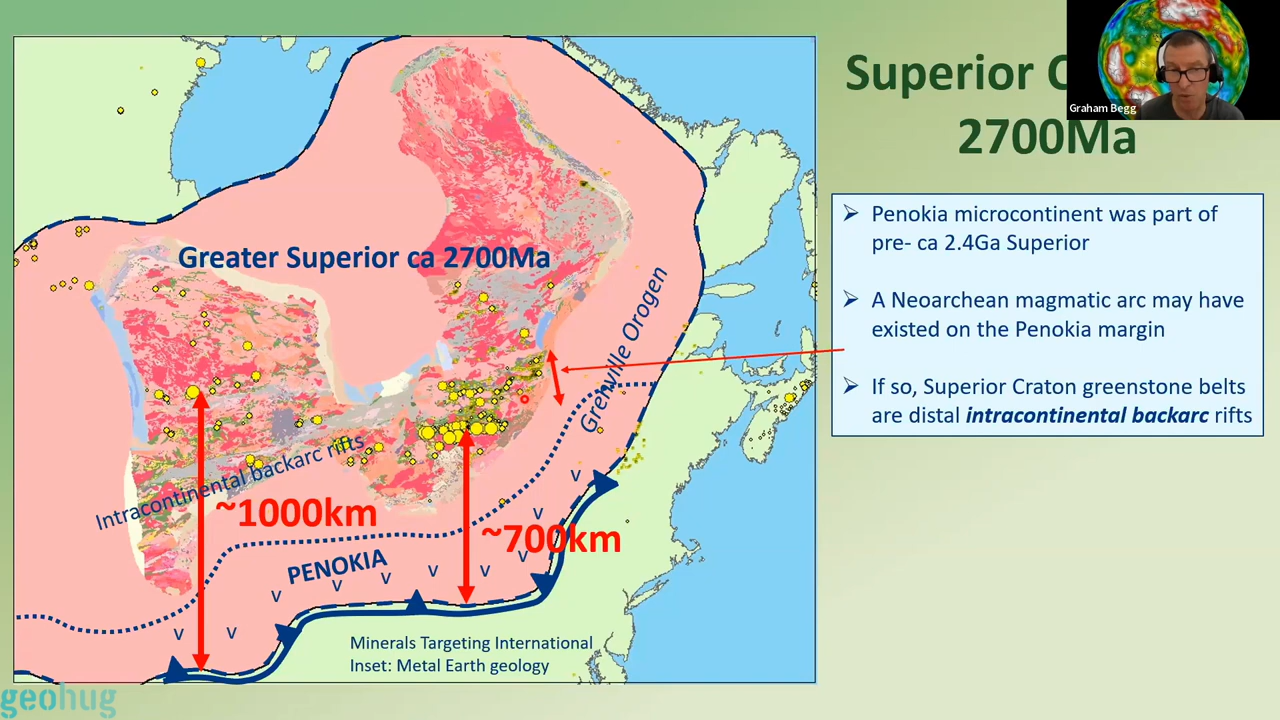 Superior C
2700Ma
Graham Begg
Greater Superior ca 2700Ma
Grenville Orogen
Intracontinental backarc rifts
~1000km
~700km
PENOKIA
v v v v v v v v v v
Minerals Targeting International
Inset: Metal Earth geology
➢ Penokia microcontinent was part of
pre- ca 2.4Ga Superior
➢ A Neoarchean magmatic arc may have
existed on the Penokia margin
➢ If so, Superior Craton greenstone belts
are distal intracontinental backarc rifts
geohug